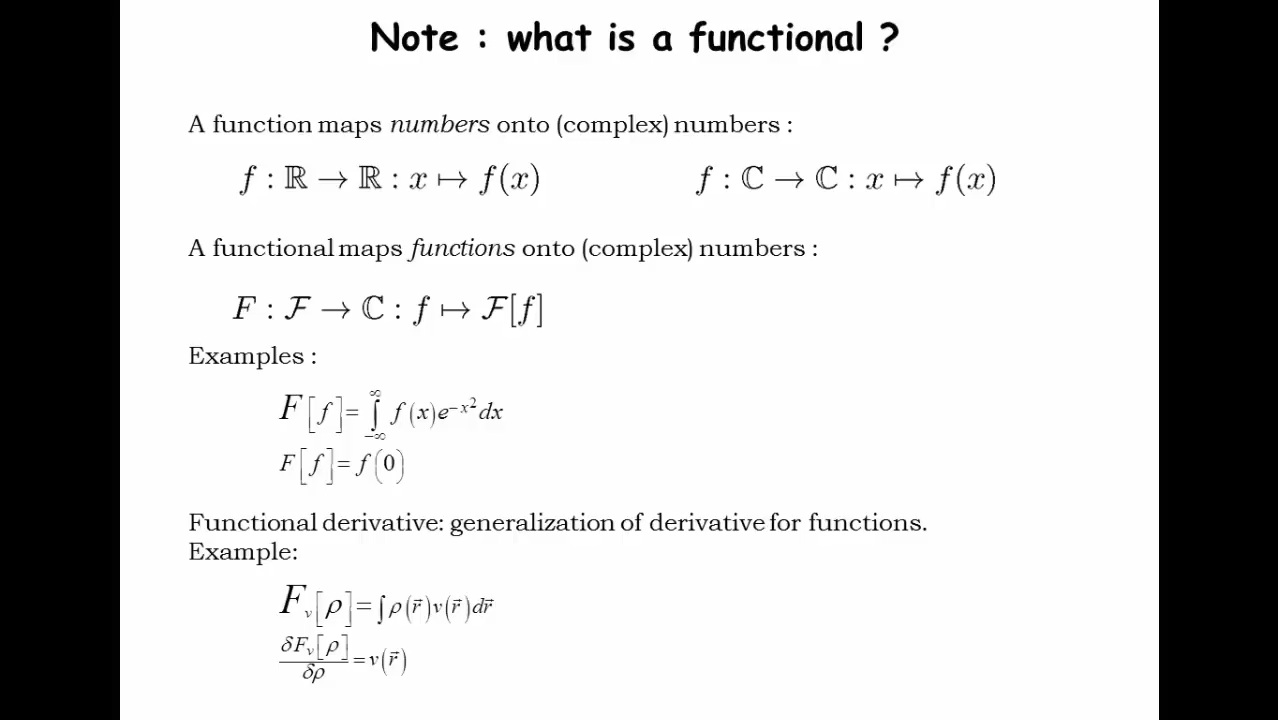 Note : what is a functional ?
A function maps numbers onto (complex) numbers :
f : ℝ → ℝ : x ↦ f(x) f : ℂ → ℂ : x ↦ f(x)
A functional maps functions onto (complex) numbers :
F : ℱ → ℂ : f ↦ ℱ[f]
Examples :
F[f] = ∫_{-∞}^{∞} f(x)e^{-x^2}dx
F[f] = f(0)
Functional derivative: generalization of derivative for functions.
Example:
F_v[ρ] = ∫ρ(r⃗)v(r⃗)dr⃗
δF_v[ρ]/δρ = v(r⃗)